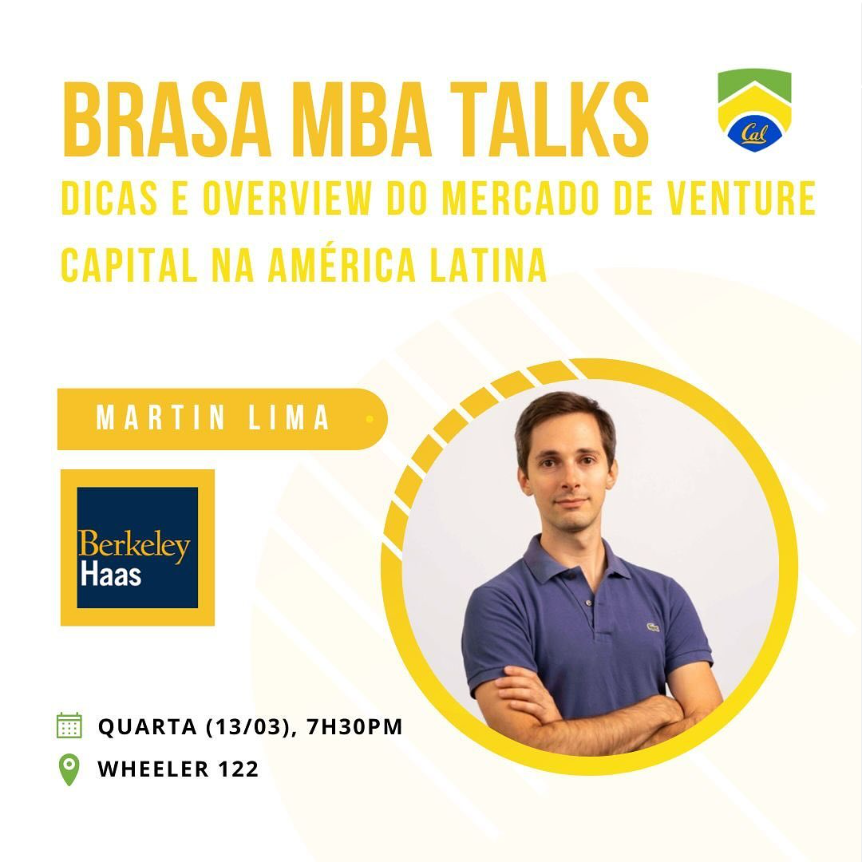 BRASA MBA TALKS
Cal
DICAS E OVERVIEW DO MERCADO DE VENTURE
CAPITAL NA AMÉRICA LATINA
MARTIN LIMA
Berkeley
Haas
QUARTA (13/03), 7H30PM
WHEELER 122